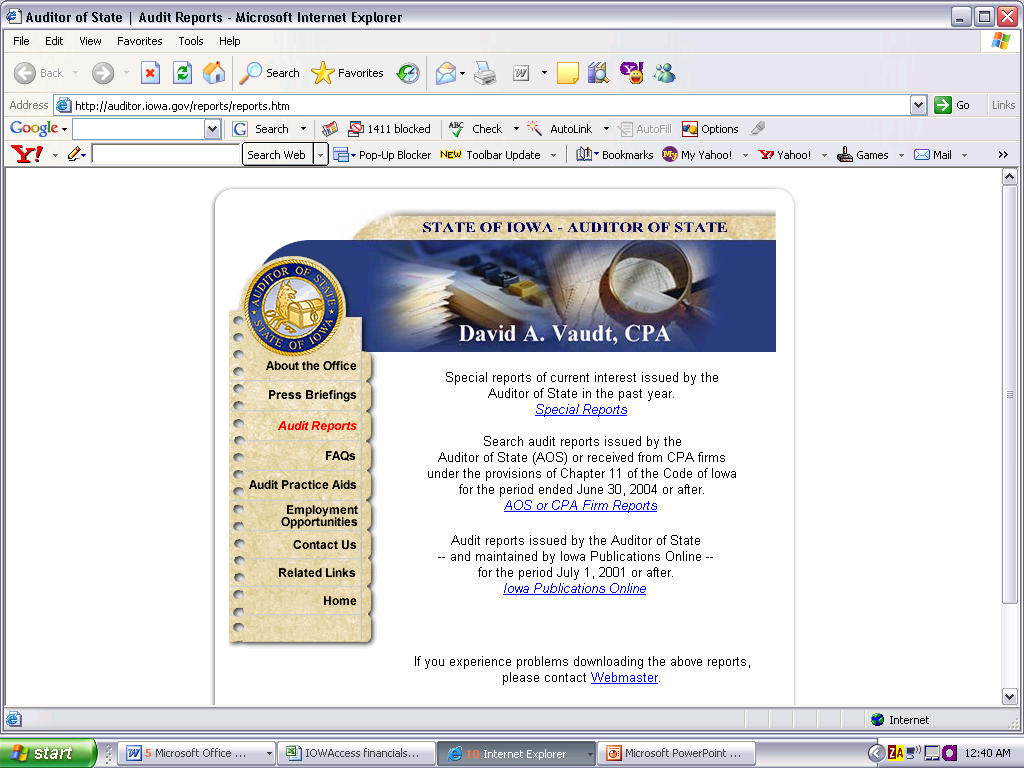 Auditor of State | Audit Reports - Microsoft Internet Explorer
File Edit View Favorites Tools Help
Back Search Favorites
Address http://auditor.iowa.gov/reports/reports.htm Go Links
Google Search 1411 blocked ABC Check AutoLink AutoFill Options
Y! Search Web Pop-Up Blocker NEW Toolbar Update Bookmarks My Yahoo! Yahoo! Games Mail »
STATE OF IOWA - AUDITOR OF STATE
AUDITOR OF STATE
STATE OF IOWA
David A. Vaudt, CPA
About the Office
Press Briefings
Audit Reports
FAQs
Audit Practice Aids
Employment
Opportunities
Contact Us
Related Links
Home
Special reports of current interest issued by the
Auditor of State in the past year.
Special Reports
Search audit reports issued by the
Auditor of State (AOS) or received from CPA firms
under the provisions of Chapter 11 of the Code of Iowa
for the period ended June 30, 2004 or after.
AOS or CPA Firm Reports
Audit reports issued by the Auditor of State
-- and maintained by Iowa Publications Online --
for the period July 1, 2001 or after.
Iowa Publications Online
If you experience problems downloading the above reports,
please contact Webmaster.
Internet
start 5 Microsoft Office ... IOWAccess financials... 10 Internet Explorer Microsoft PowerPoint ... ZA 12:40 AM